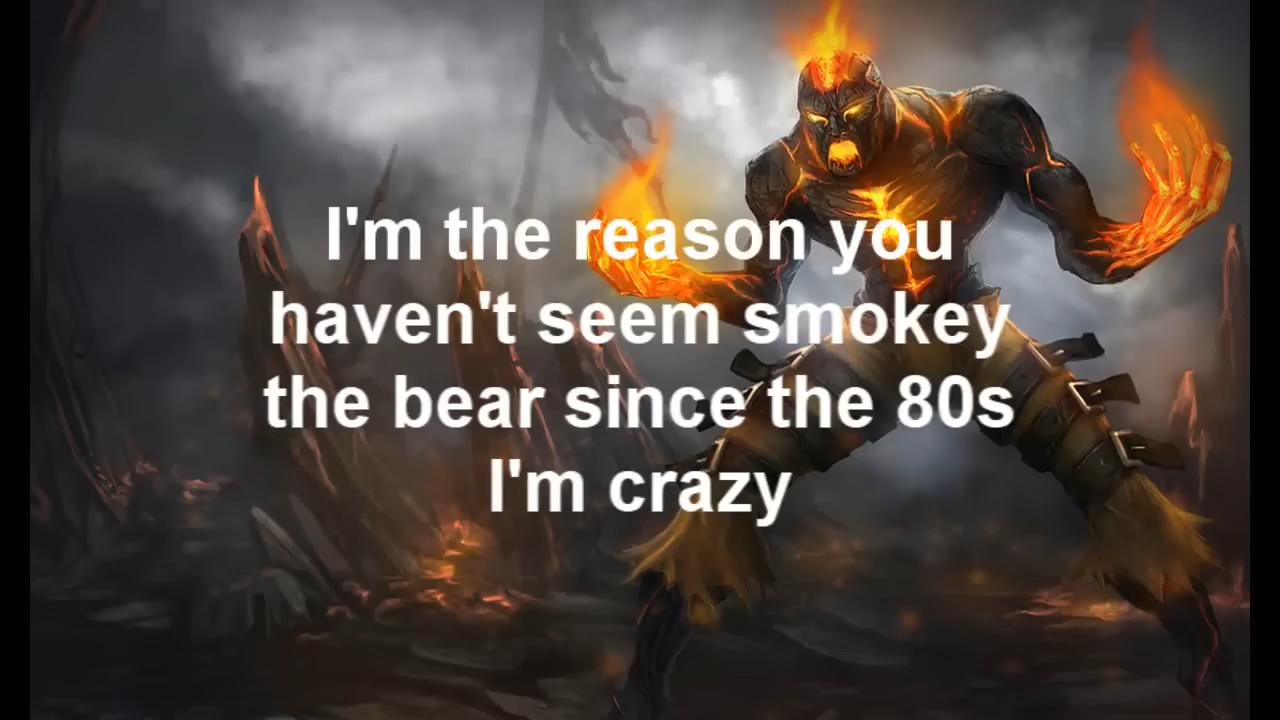 I'm the reason you
haven't seem smokey
the bear since the 80s
I'm crazy